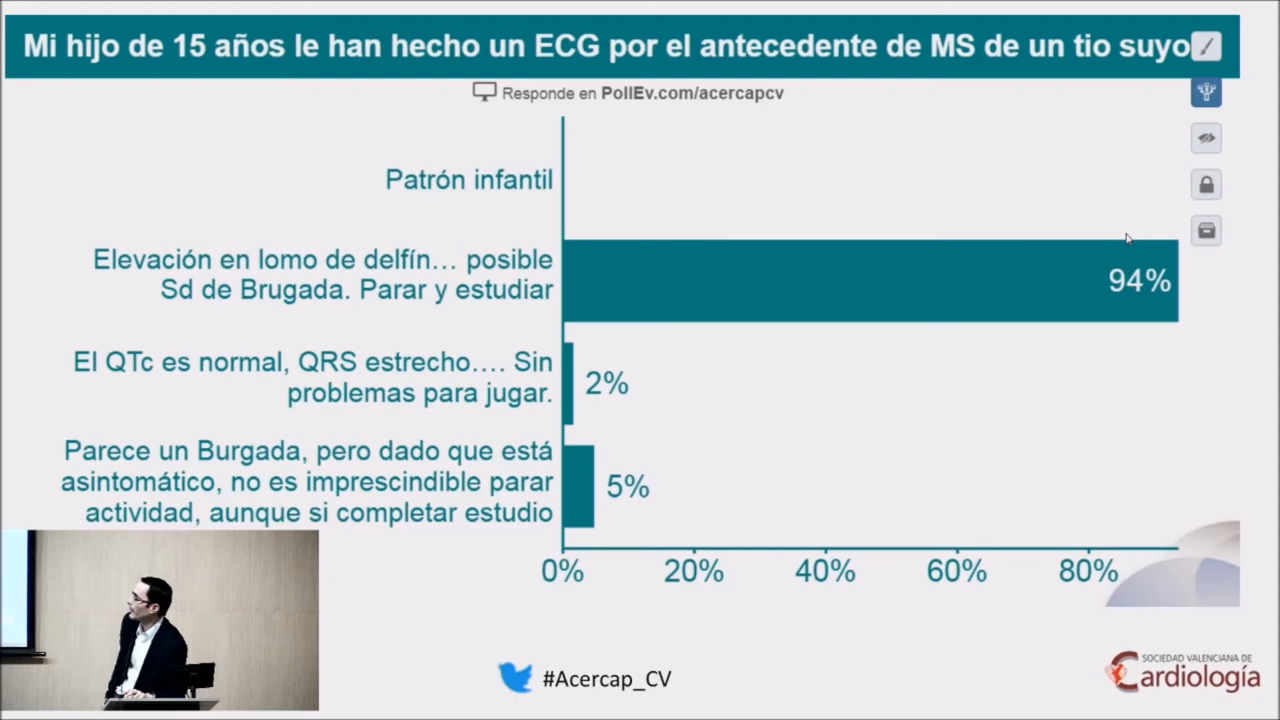 Mi hijo de 15 años le han hecho un ECG por el antecedente de MS de un tio suyo
Responde en PollEv.com/acercapcv
Patrón infantil
Elevación en lomo de delfín... posible
Sd de Brugada. Parar y estudiar
94%
El QTc es normal, QRS estrecho.... Sin
problemas para jugar.
2%
Parece un Burgada, pero dado que está
asintomático, no es imprescindible parar
actividad, aunque si completar estudio
5%
0% 20% 40% 60% 80%
#Acercap_CV
SOCIEDAD VALENCIANA DE
Cardiología